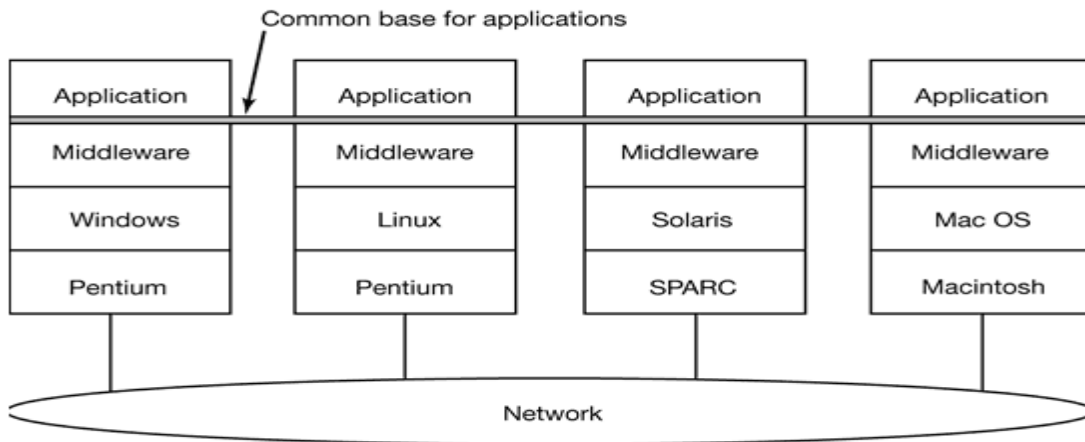 Common base for applications
Application Application Application Application
Middleware Middleware Middleware Middleware
Windows Linux Solaris Mac OS
Pentium Pentium SPARC Macintosh
Network